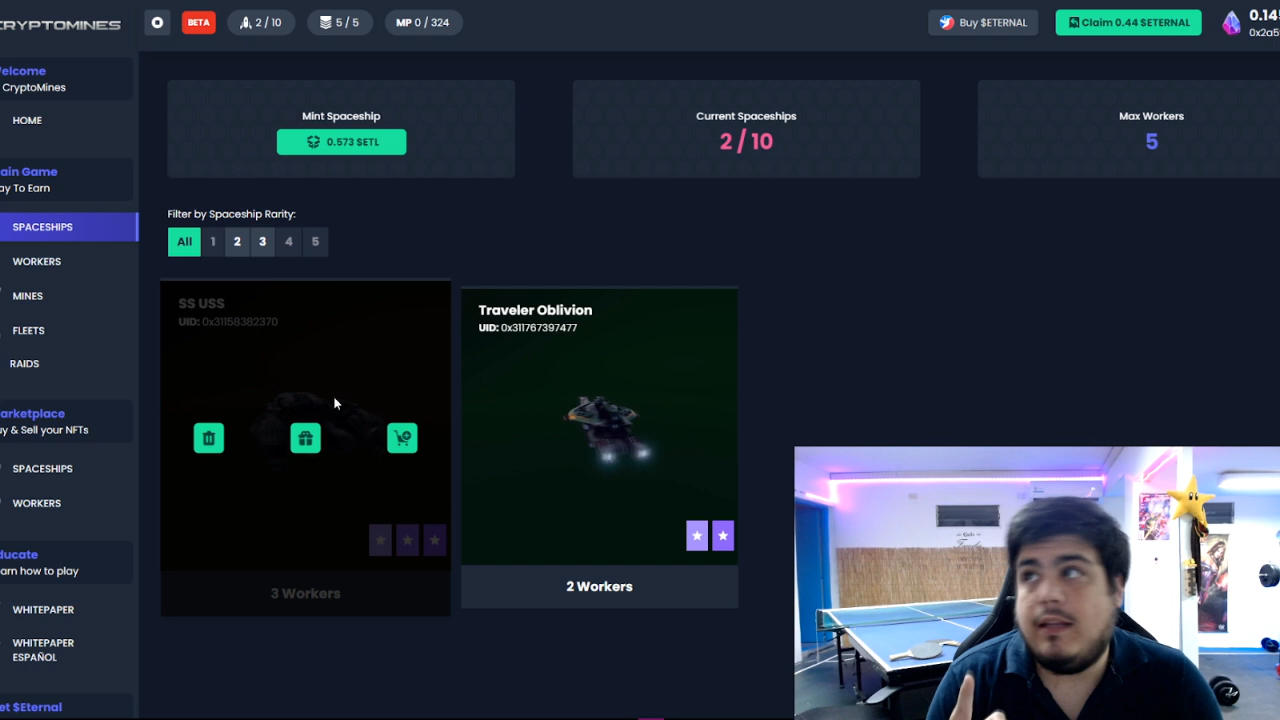 CRYPTOMINES
BETA
2 / 10
5 / 5
MP 0 / 324
Buy $ETERNAL
Claim 0.44 $ETERNAL
elcome
CryptoMines
HOME
ain Game
ay To Earn
SPACESHIPS
WORKERS
MINES
FLEETS
RAIDS
arketplace
y & Sell your NFTs
SPACESHIPS
WORKERS
ducate
arn how to play
WHITEPAPER
WHITEPAPER
ESPAÑOL
et $Eternal
Mint Spaceship
0.573 SETL
Current Spaceships
2 / 10
Max Workers
5
Filter by Spaceship Rarity:
All 1 2 3 4 5
SS USS
UID: 0x31158382370
3 Workers
Traveler Oblivion
UID: 0x311767397477
2 Workers